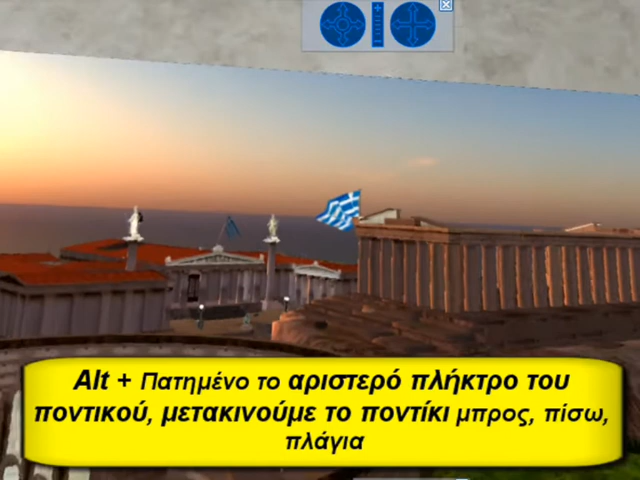 Alt + Πατημένο το αριστερό πλήκτρο του
ποντικού, μετακινούμε το ποντίκι μπρος, πίσω,
πλάγια